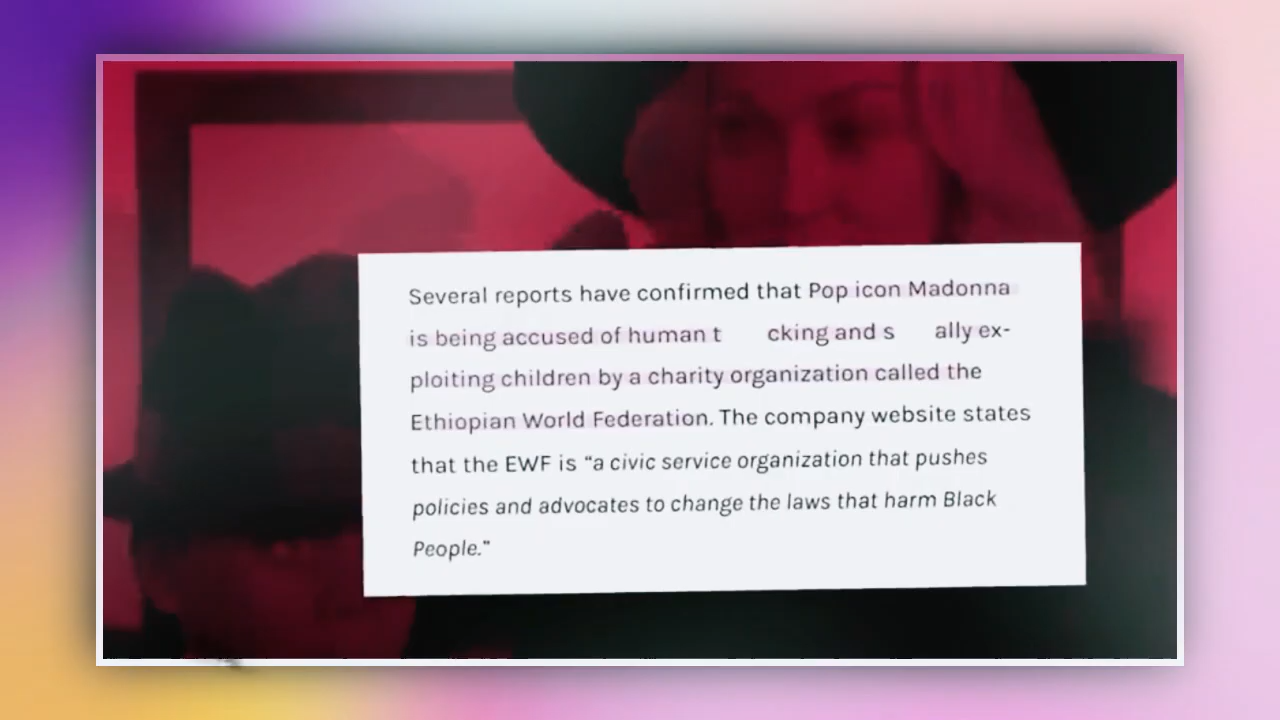 Several reports have confirmed that Pop icon Madonna
is being accused of human t cking and s ally ex-
ploiting children by a charity organization called the
Ethiopian World Federation. The company website states
that the EWF is “a civic service organization that pushes
policies and advocates to change the laws that harm Black
People.”